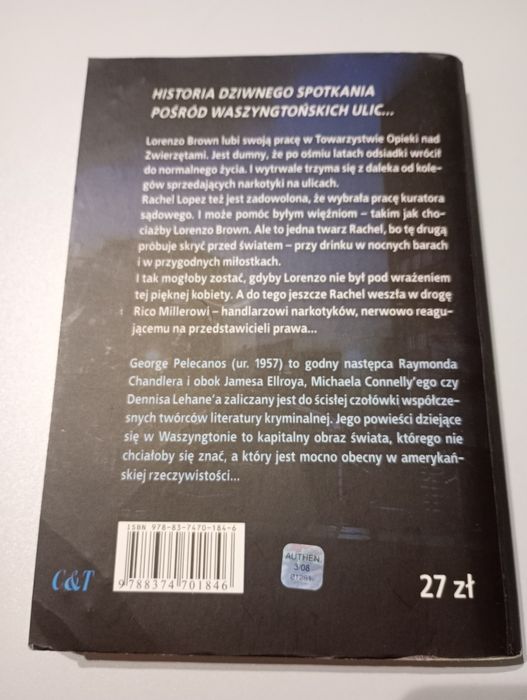 HISTORIA DZIWNEGO SPOTKANIA
POŚRÓD WASZYNGTOŃSKICH ULIC...
Lorenzo Brown lubi swoją pracę w Towarzystwie Opieki nad
Zwierzętami. Jest dumny, że po ośmiu latach odsiadki wrócił
do normalnego życia. I wytrwale trzyma się z daleka od kole-
gów sprzedających narkotyki na ulicach.
Rachel Lopez też jest zadowolona, że wybrała pracę kuratora
sądowego. I może pomóc byłym więźniom – takim jak cho-
ciażby Lorenzo Brown. Ale to jedna twarz Rachel, bo tę drugą
próbuje skryć przed światem – przy drinku w nocnych barach
i w przygodnych miłostkach.
I tak mogłoby zostać, gdyby Lorenzo nie był pod wrażeniem
tej pięknej kobiety. A do tego jeszcze Rachel weszła w drogę
Rico Millerowi – handlarzowi narkotyków, nerwowo reagu-
jącemu na przedstawicieli prawa...
George Pelecanos (ur. 1957) to godny następca Raymonda
Chandlera i obok Jamesa Ellroya, Michaela Connelly'ego czy
Dennisa Lehane'a zaliczany jest do ścisłej czołówki współcze-
snych twórców literatury kryminalnej. Jego powieści dziejące
się w Waszyngtonie to kapitalny obraz świata, którego nie
chciałoby się znać, a który jest mocno obecny w amerykań-
skiej rzeczywistości...
ISBN 978-83-7470-184-6
9788374701846
C&T
AUTHEN
3/08
27 zł